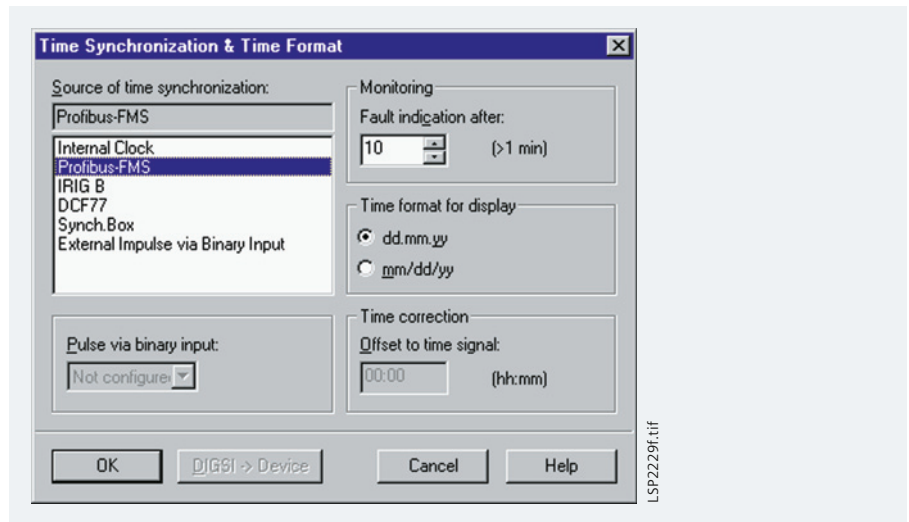 Time Synchronization & Time Format
Source of time synchronization:
Profibus-FMS
Internal Clock
Profibus-FMS
IRIG B
DCF77
Synch.Box
External Impulse via Binary Input
Monitoring
Fault indication after:
10 (>1 min)
Time format for display
dd.mm.yy
mm/dd/yy
Pulse via binary input:
Not configure
Time correction
Offset to time signal:
00:00 (hh:mm)
OK DIGSI -> Device Cancel Help
LSP2229f.tif